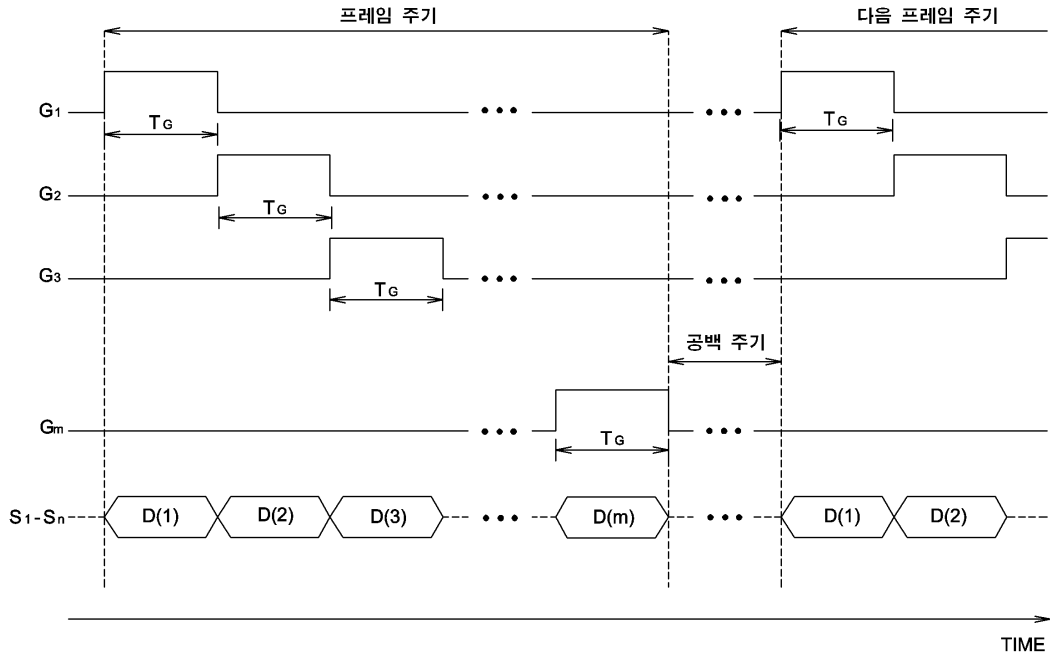 프레임 주기
다음 프레임 주기
G1
TG
TG
G2
TG
G3
TG
공백 주기
Gm
TG
S1-Sn
D(1)
D(2)
D(3)
D(m)
D(1)
D(2)
TIME